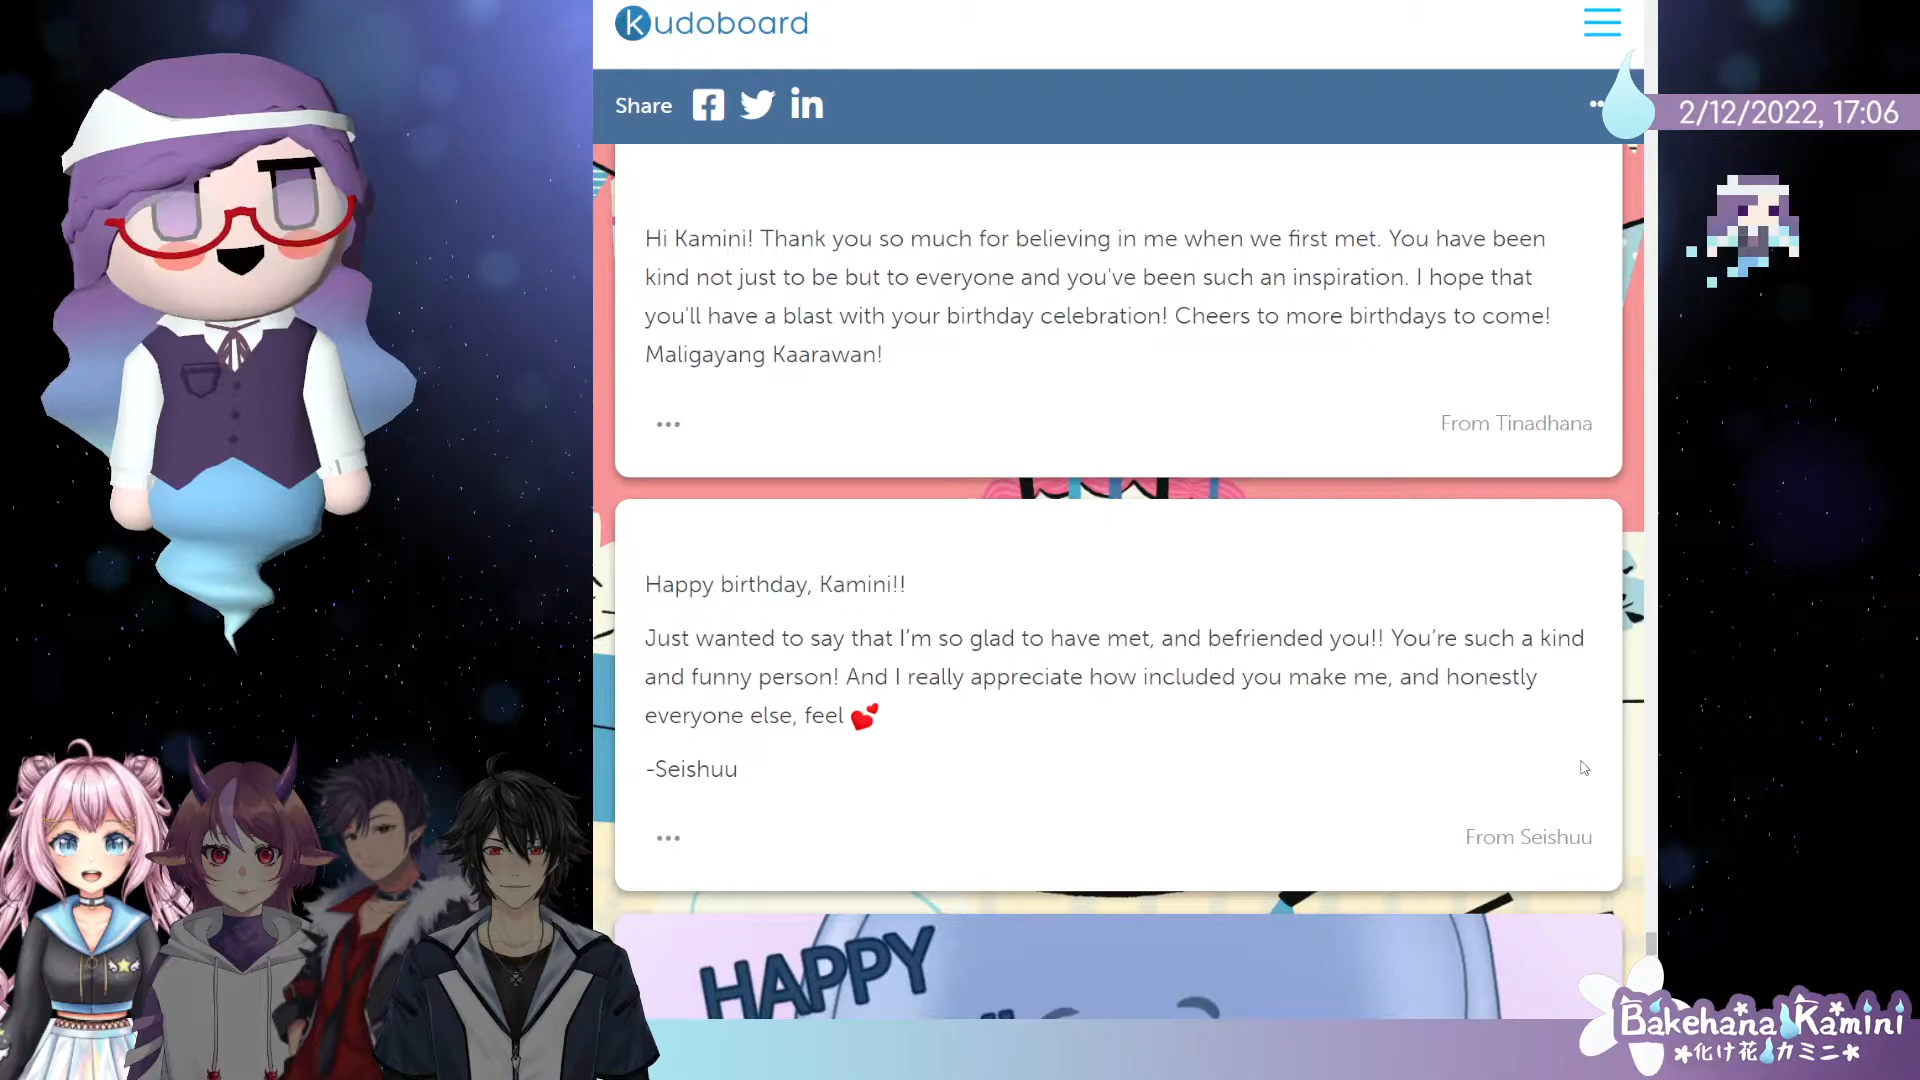 kudoboard
Share
2/12/2022, 17:06
Hi Kamini! Thank you so much for believing in me when we first met. You have been
kind not just to be but to everyone and you've been such an inspiration. I hope that
you'll have a blast with your birthday celebration! Cheers to more birthdays to come!
Maligayang Kaarawan!
From Tinadhana
Happy birthday, Kamini!!
Just wanted to say that I’m so glad to have met, and befriended you!! You’re such a kind
and funny person! And I really appreciate how included you make me, and honestly
everyone else, feel 💕
-Seishuu
From Seishuu
HAPPY
Bakehana Kamini
化け花カミニ